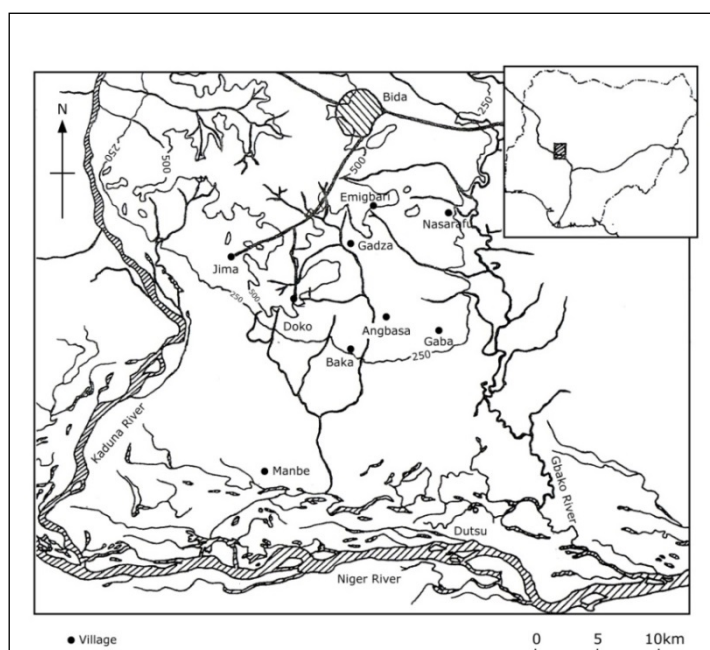 Bida
N
250
250
500
500
Emigbari
Nasarafu
Gadza
Jima
250
500
Doko
Angbasa
Gaba
Baka
250
Kaduna River
Manbe
Gbako River
Dutsu
Niger River
● Village
0 5 10km